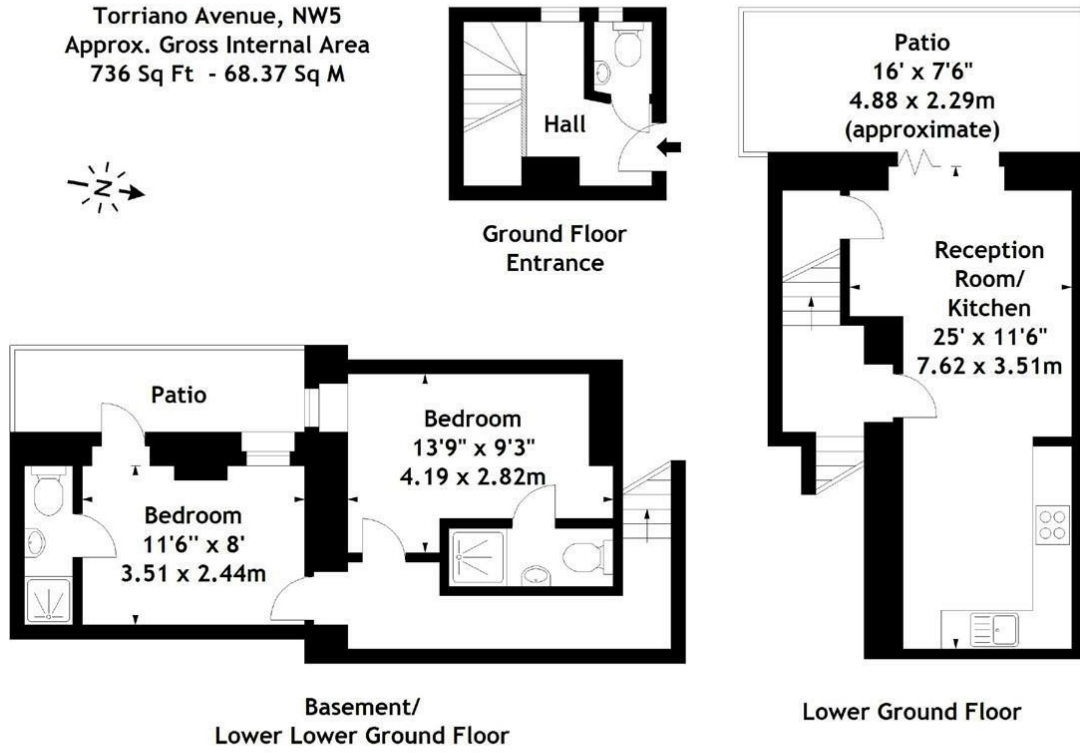 Torriano Avenue, NW5
Approx. Gross Internal Area
736 Sq Ft - 68.37 Sq M
N
Hall
Ground Floor
Entrance
Patio
16' x 7'6"
4.88 x 2.29m
(approximate)
Reception
Room/
Kitchen
25' x 11'6"
7.62 x 3.51m
Lower Ground Floor
Patio
Bedroom
11'6" x 8'
3.51 x 2.44m
Bedroom
13'9" x 9'3"
4.19 x 2.82m
Basement/
Lower Lower Ground Floor